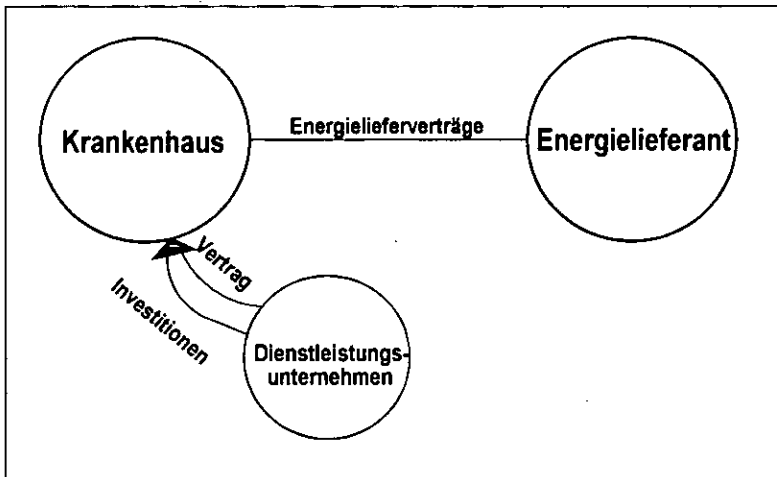 Krankenhaus
Energielieferverträge
Energielieferant
Vertrag
Investitionen
Dienstleistungs-
unternehmen